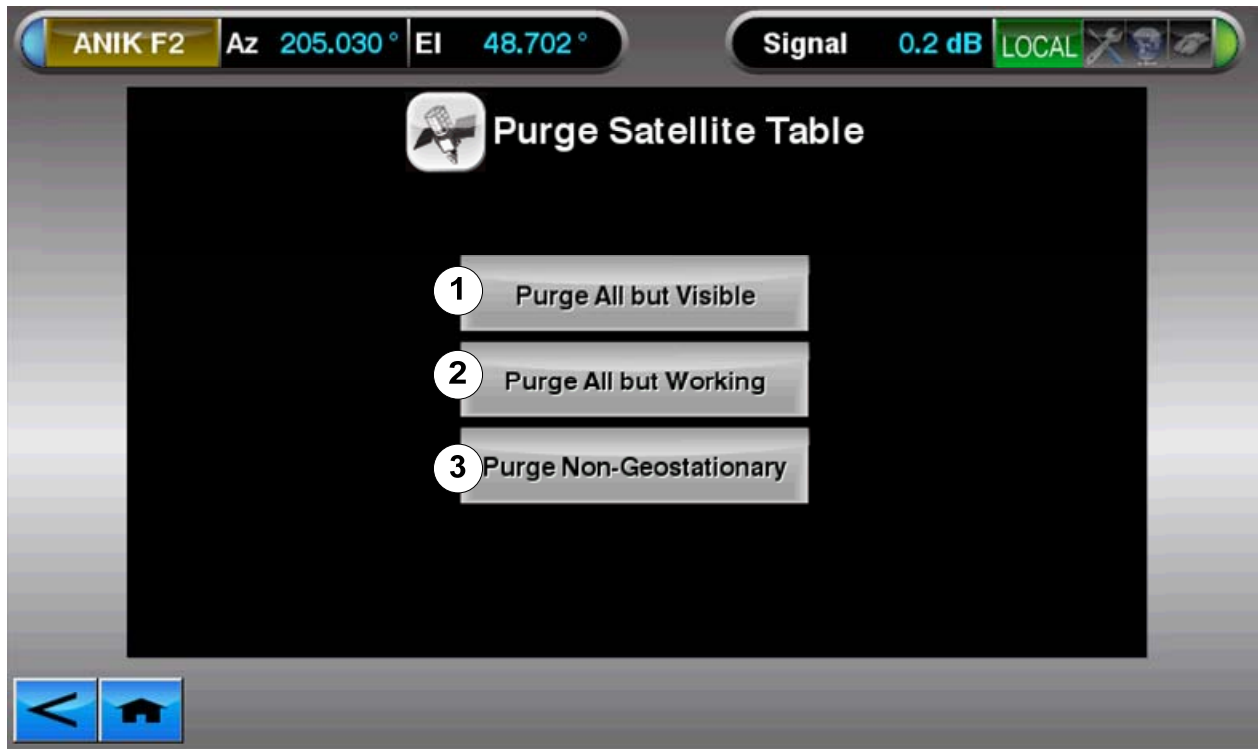 ANIK F2 Az 205.030 ° El 48.702 ° Signal 0.2 dB LOCAL
Purge Satellite Table
1 Purge All but Visible
2 Purge All but Working
3 Purge Non-Geostationary